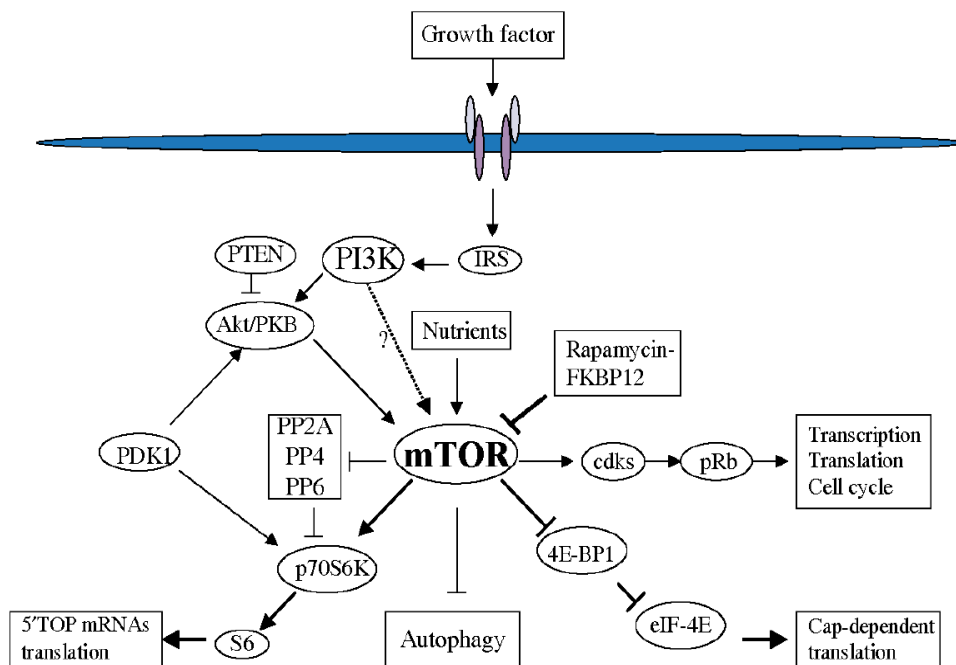 Growth factor
PTEN
PI3K
IRS
Akt/PKB
?
Nutrients
Rapamycin-
FKBP12
PP2A
PP4
PP6
PDK1
mTOR
cdks
pRb
Transcription
Translation
Cell cycle
p70S6K
4E-BP1
5'TOP mRNAs
translation
S6
Autophagy
eIF-4E
Cap-dependent
translation